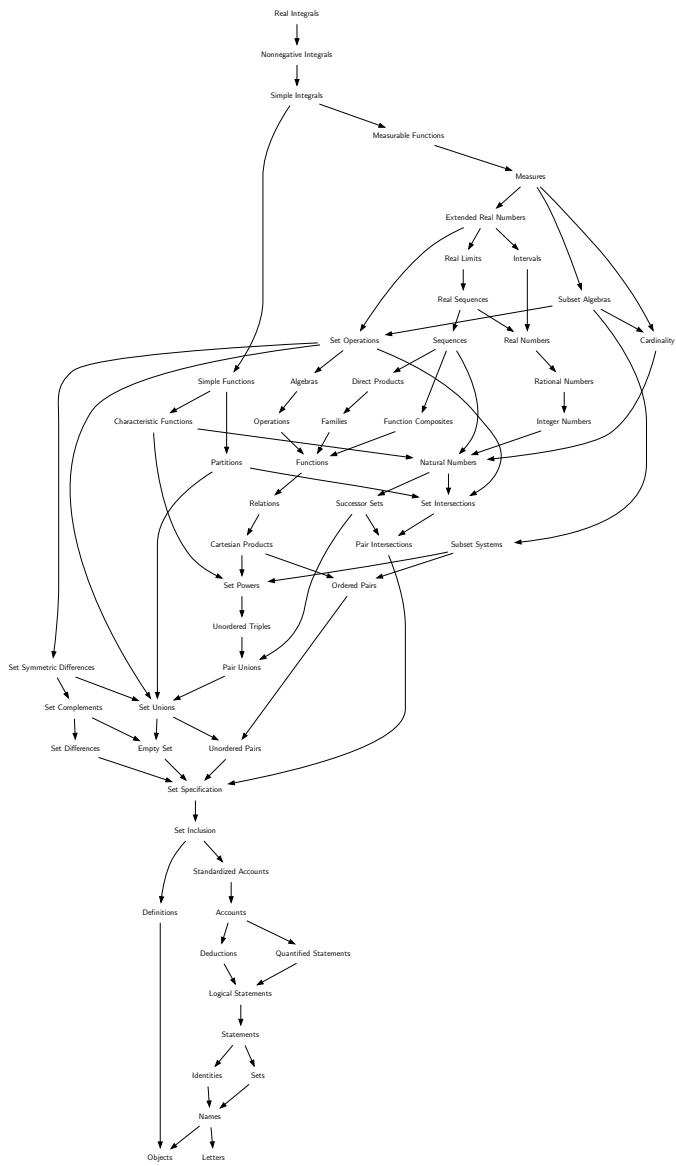 Real Integrals
Nonnegative Integrals
Simple Integrals
Measurable Functions
Measures
Extended Real Numbers
Real Limits
Intervals
Real Sequences
Subset Algebras
Set Operations
Sequences
Real Numbers
Cardinality
Simple Functions
Algebras
Direct Products
Rational Numbers
Characteristic Functions
Operations
Families
Function Composites
Integer Numbers
Partitions
Functions
Natural Numbers
Relations
Successor Sets
Set Intersections
Cartesian Products
Pair Intersections
Subset Systems
Set Powers
Ordered Pairs
Unordered Triples
Set Symmetric Differences
Pair Unions
Set Complements
Set Unions
Set Differences
Empty Set
Unordered Pairs
Set Specification
Set Inclusion
Standardized Accounts
Definitions
Accounts
Deductions
Quantified Statements
Logical Statements
Statements
Identities
Sets
Names
Objects
Letters